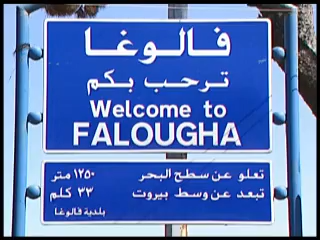 فالوغا
ترحب بكم
Welcome to
FALOUGHA
تعلو عن سطح البحر ١٢٥٠ متر
تبعد عن وسط بيروت ٣٣ كلم
بلدية فالوغا